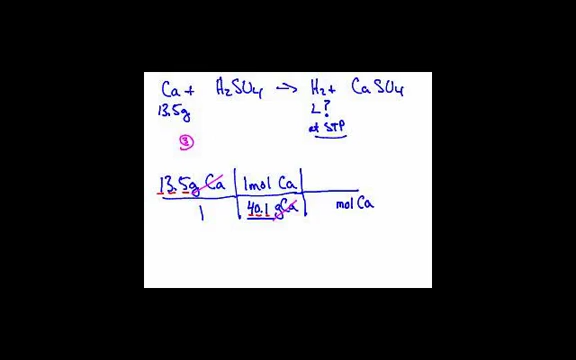 Ca + H2SO4 → H2 + CaSO4
13.5g L?
at STP
3
13.5g Ca 1mol Ca
1 40.1 gCa mol Ca